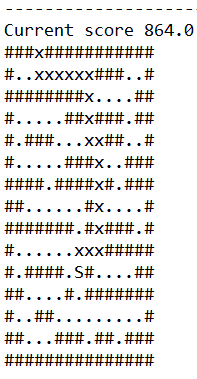 --------------------
Current score 864.0
###x###########
#..xxxxxx###..#
########x....##
#.....##x###.##
#.###...xx##..#
#.....###x..###
####.####x#.###
##......#x....#
#######.#x###.#
#......xxx#####
#.####.S#....##
##....#.#######
#..##.........#
##...###.##.###
###############